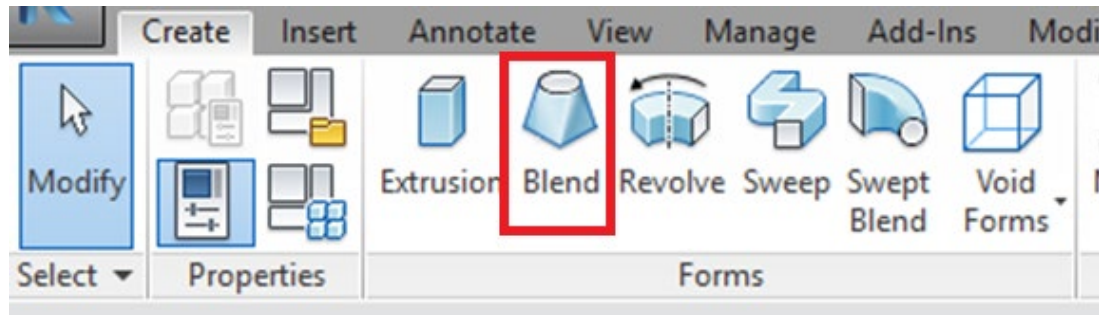 Create Insert Annotate View Manage Add-Ins
Modify
Extrusion Blend Revolve Sweep Swept Blend Void Forms
Select Properties Forms